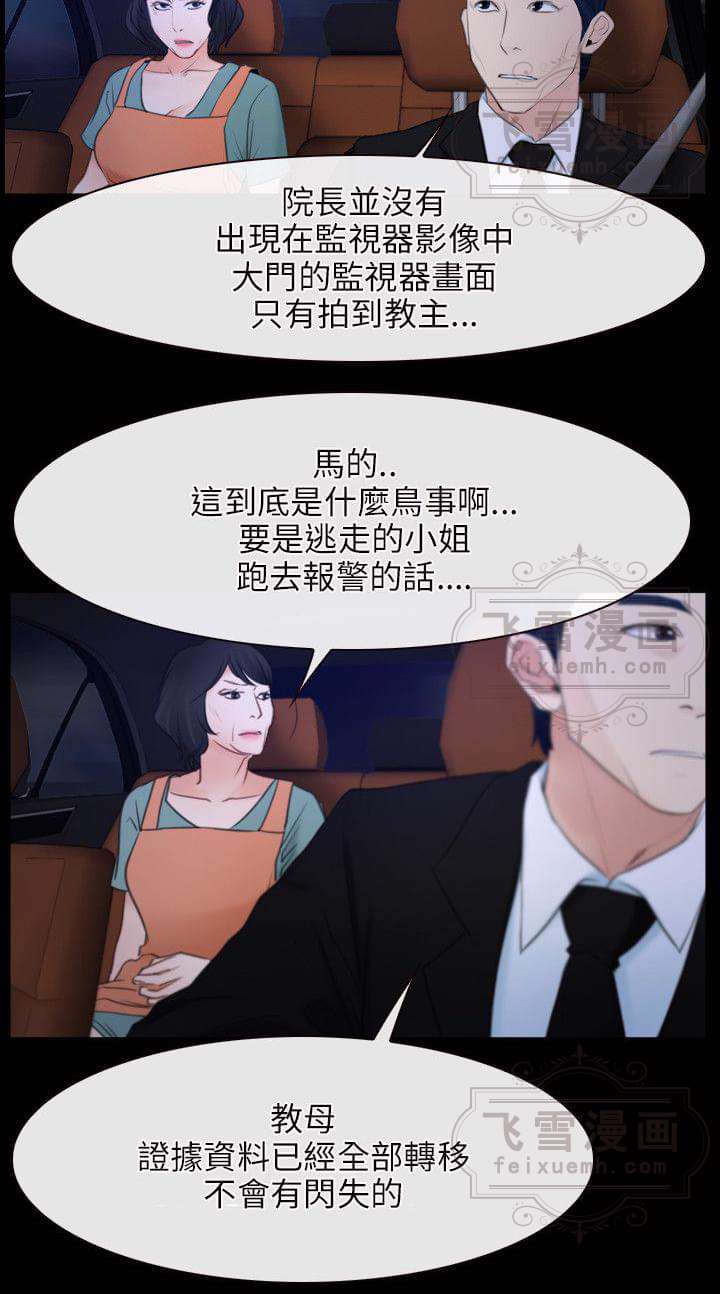 飞雪漫画
feixuemh.com
院長並沒有
出現在監視器影像中
大門的監視器畫面
只有拍到教主...
馬的..
這到底是什麼鳥事啊...
要是逃走的小姐
跑去報警的話....
飞雪漫画
feixuemh.com
教母
證據資料已經全部轉移
不會有閃失的
飞雪漫画
feixuemh.com